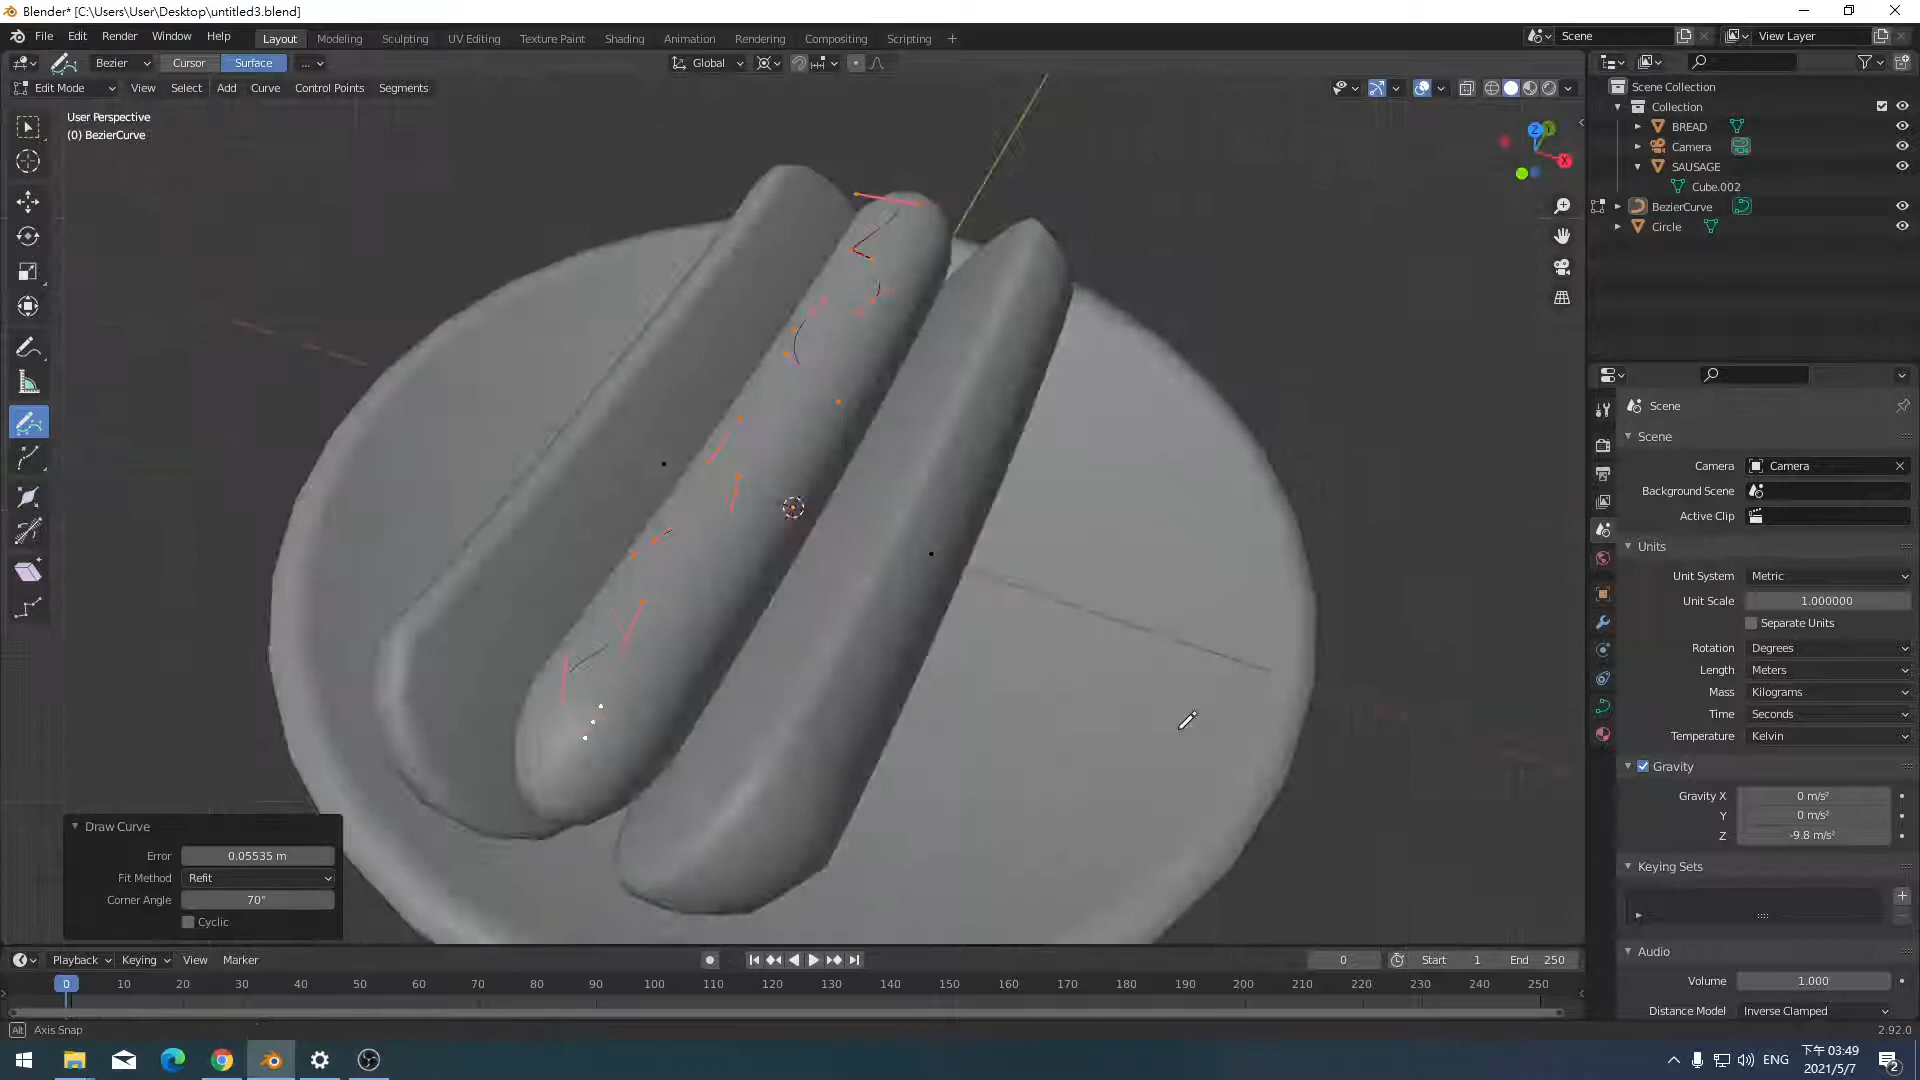 Blender* [C:\Users\User\Desktop\untitled3.blend]
File Edit Render Window Help Layout Modeling Sculpting UV Editing Texture Paint Shading Animation Rendering Compositing Scripting Scene View Layer
Bezier Cursor Surface ... Global
Edit Mode View Select Add Curve Control Points Segments
User Perspective
(0) BezierCurve
Z
Y
X
Scene Collection
Collection
BREAD
Camera
SAUSAGE
Cube.002
BezierCurve
Circle
Scene
Scene
Camera Camera
Background Scene
Active Clip
Units
Unit System Metric
Unit Scale 1.000000
Separate Units
Rotation Degrees
Length Meters
Mass Kilograms
Time Seconds
Temperature Kelvin
Gravity
Gravity X 0 m/s²
Y 0 m/s²
Z -9.8 m/s²
Keying Sets
Audio
Volume 1.000
Distance Model Inverse Clamped
Draw Curve
Error 0.05535 m
Fit Method Refit
Corner Angle 70°
Cyclic
Playback Keying View Marker 0 Start 1 End 250
0 10 20 30 40 50 60 70 80 90 100 110 120 130 140 150 160 170 180 190 200 210 220 230 240 250
Alt Axis Snap 2.92.0
ENG
下午 03:49
2021/5/7
2